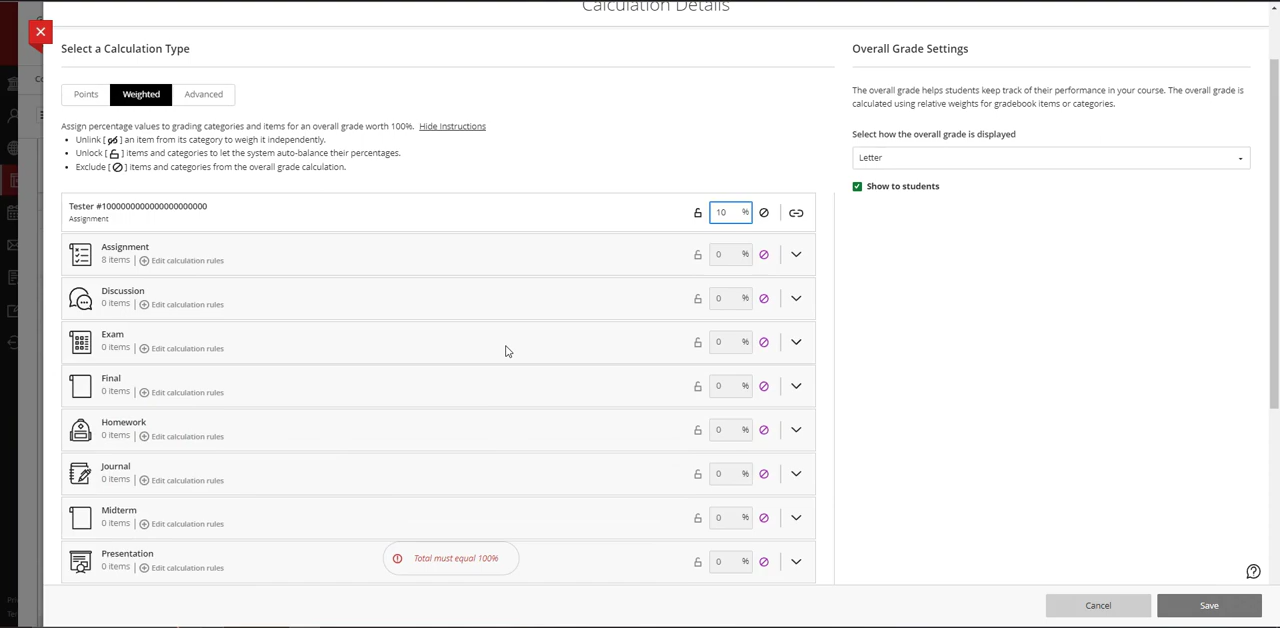 Calculation Details
Select a Calculation Type
Points Weighted Advanced
Assign percentage values to grading categories and items for an overall grade worth 100%. Hide Instructions
• Unlink [ ] an item from its category to weigh it independently.
• Unlock [ ] items and categories to let the system auto-balance their percentages.
• Exclude [ ] items and categories from the overall grade calculation.
Tester #1000000000000000000000
Assignment
10 %
Assignment
8 items | Edit calculation rules
0 %
Discussion
0 items | Edit calculation rules
0 %
Exam
0 items | Edit calculation rules
0 %
Final
0 items | Edit calculation rules
0 %
Homework
0 items | Edit calculation rules
0 %
Journal
0 items | Edit calculation rules
0 %
Midterm
0 items | Edit calculation rules
0 %
Presentation
0 items | Edit calculation rules
0 %
Total must equal 100%
Overall Grade Settings
The overall grade helps students keep track of their performance in your course. The overall grade is
calculated using relative weights for gradebook items or categories.
Select how the overall grade is displayed
Letter
Show to students
Cancel Save